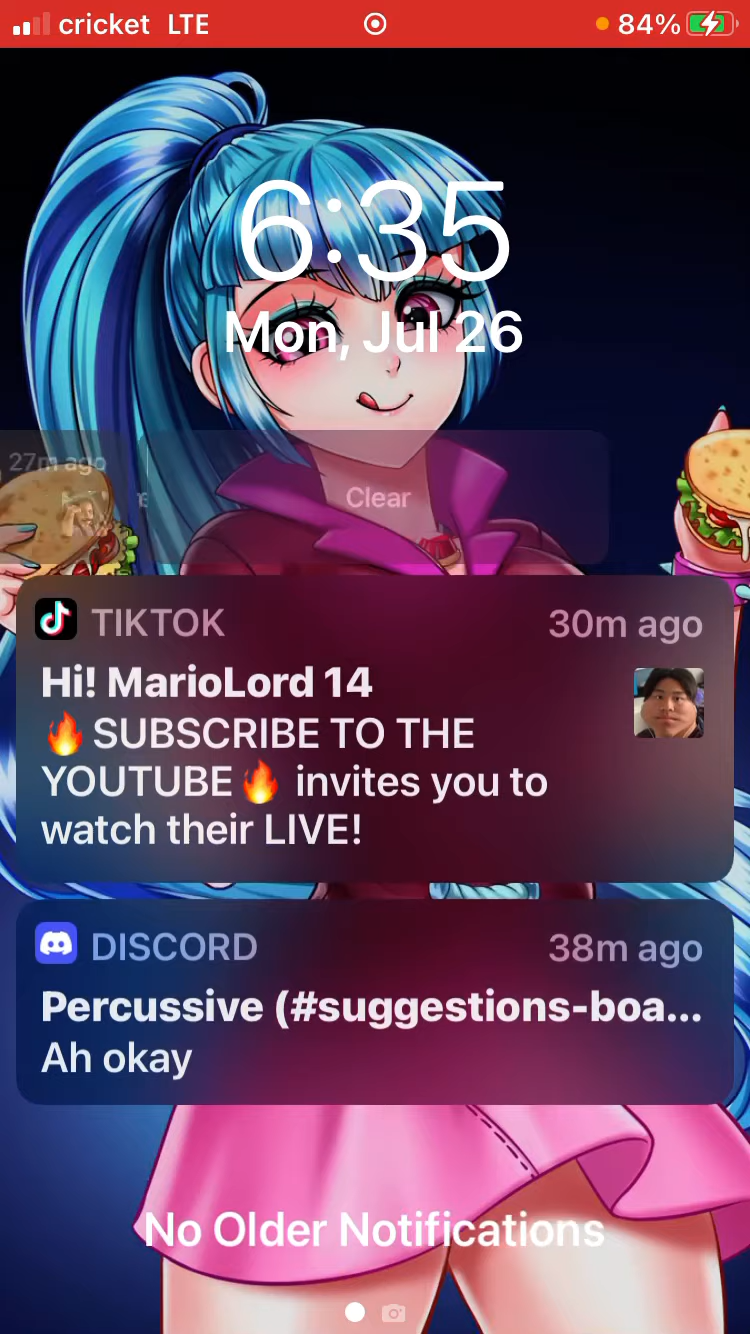 cricket LTE 84%
6:35
Mon, Jul 26
27m ago
Clear
TIKTOK 30m ago
Hi! MarioLord 14
🔥 SUBSCRIBE TO THE
YOUTUBE🔥 invites you to
watch their LIVE!
DISCORD 38m ago
Percussive (#suggestions-boa...
Ah okay
No Older Notifications